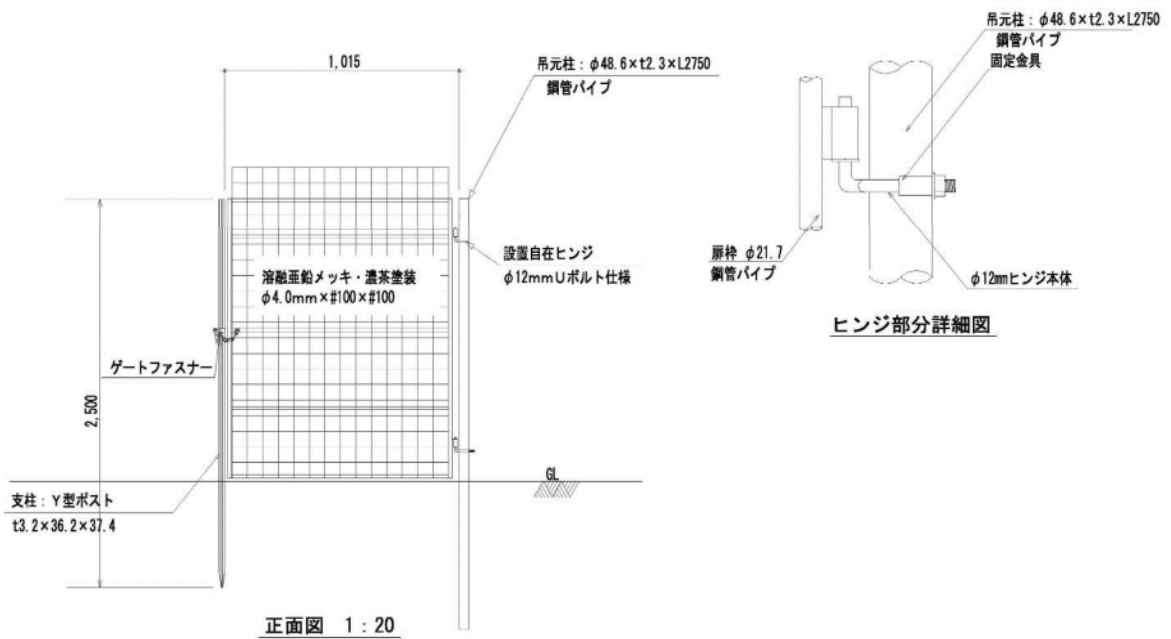 1,015
吊元柱：φ48.6×t2.3×L2750
鋼管パイプ
設置自在ヒンジ
φ12mmUボルト仕様
溶融亜鉛メッキ・濃茶塗装
φ4.0mm×#100×#100
ゲートファスナー
2,500
GL
支柱：Y型ポスト
t3.2×36.2×37.4
正面図 1：20
吊元柱：φ48.6×t2.3×L2750
鋼管パイプ
固定金具
扉枠 φ21.7
鋼管パイプ
φ12mmヒンジ本体
ヒンジ部分詳細図